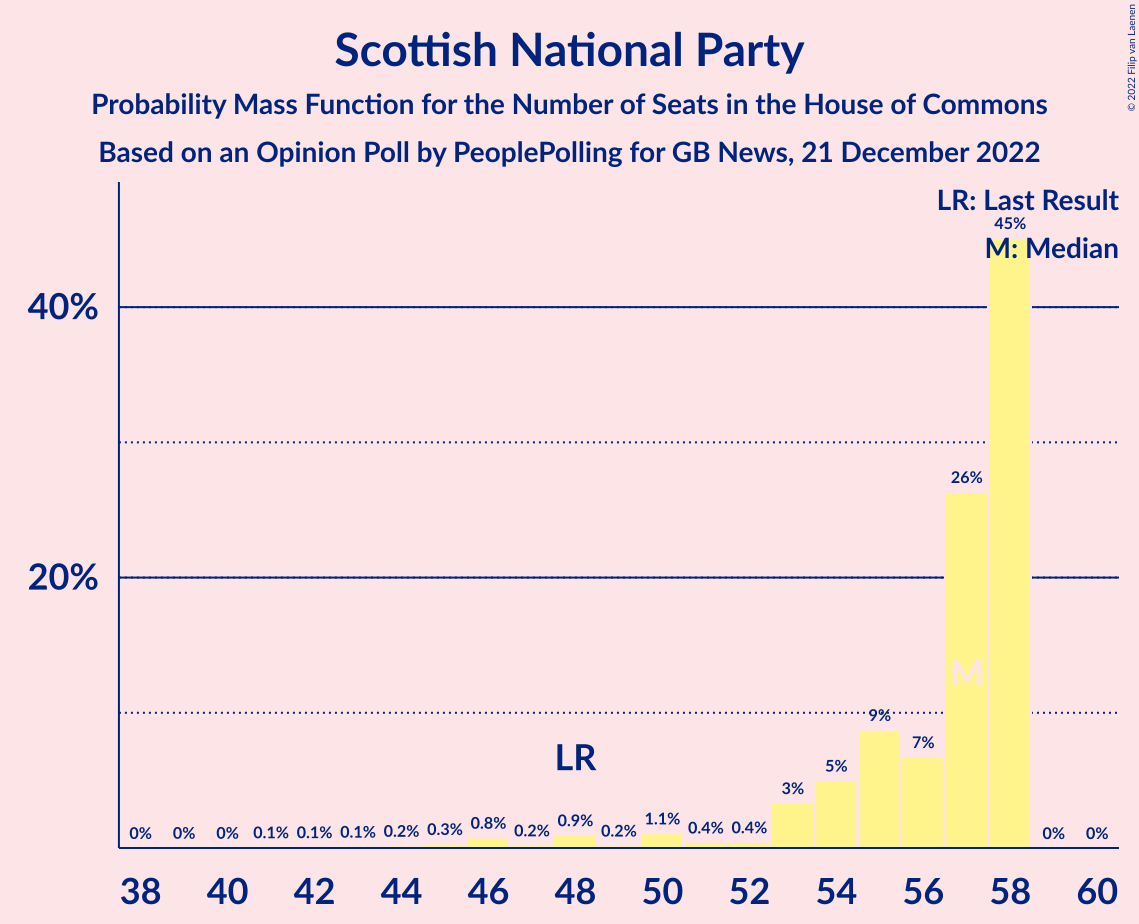 Scottish National Party
Probability Mass Function for the Number of Seats in the House of Commons
Based on an Opinion Poll by PeoplePolling for GB News, 21 December 2022
© 2022 Filip van Laenen
LR: Last Result
45%
M: Median
40%
26%
20%
M
9%
7%
LR
5%
3%
0% 0% 0% 0.1% 0.1% 0.1% 0.2% 0.3% 0.8% 0.2% 0.9% 0.2% 1.1% 0.4% 0.4% 0% 0%
38 40 42 44 46 48 50 52 54 56 58 60